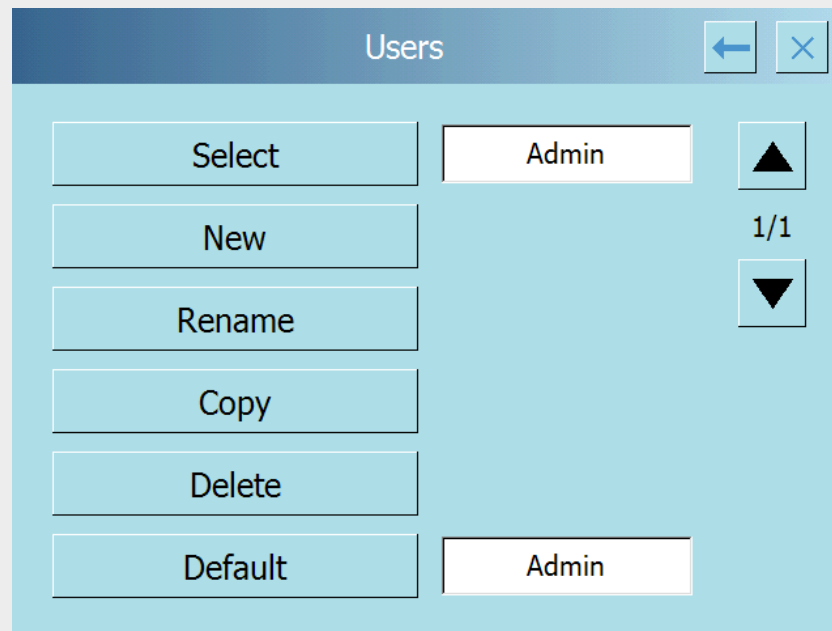 Users
Select Admin
New 1/1
Rename
Copy
Delete
Default Admin